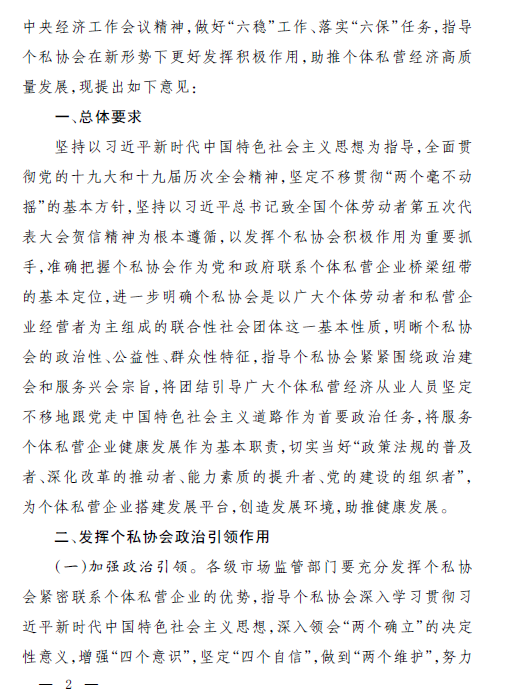 中央经济工作会议精神,做好“六稳”工作、落实“六保”任务,指导
个私协会在新形势下更好发挥积极作用,助推个体私营经济高质
量发展,现提出如下意见:
一、总体要求
坚持以习近平新时代中国特色社会主义思想为指导,全面贯
彻党的十九大和十九届历次全会精神,坚定不移贯彻“两个毫不动
摇”的基本方针,坚持以习近平总书记致全国个体劳动者第五次代
表大会贺信精神为根本遵循,以发挥个私协会积极作用为重要抓
手,准确把握个私协会作为党和政府联系个体私营企业桥梁纽带
的基本定位,进一步明确个私协会是以广大个体劳动者和私营企
业经营者为主组成的联合性社会团体这一基本性质,明晰个私协
会的政治性、公益性、群众性特征,指导个私协会紧紧围绕政治建
会和服务兴会宗旨,将团结引导广大个体私营经济从业人员坚定
不移地跟党走中国特色社会主义道路作为首要政治任务,将服务
个体私营企业健康发展作为基本职责,切实当好“政策法规的普及
者、深化改革的推动者、能力素质的提升者、党的建设的组织者”,
为个体私营企业搭建发展平台,创造发展环境,助推健康发展。
二、发挥个私协会政治引领作用
(一)加强政治引领。各级市场监管部门要充分发挥个私协
会紧密联系个体私营企业的优势,指导个私协会深入学习贯彻习
近平新时代中国特色社会主义思想,深入领会“两个确立”的决定
性意义,增强“四个意识”,坚定“四个自信”,做到“两个维护”,努力
— 2 —